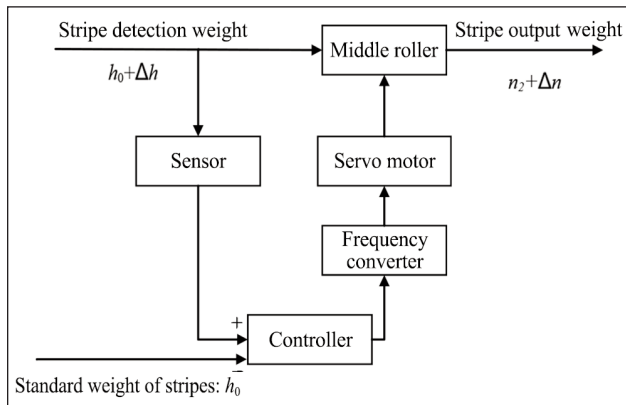 Stripe detection weight
h₀+Δh
Middle roller
Stripe output weight
n₂+Δn
Sensor
Servo motor
Frequency
converter
+
Controller
−
Standard weight of stripes: h₀